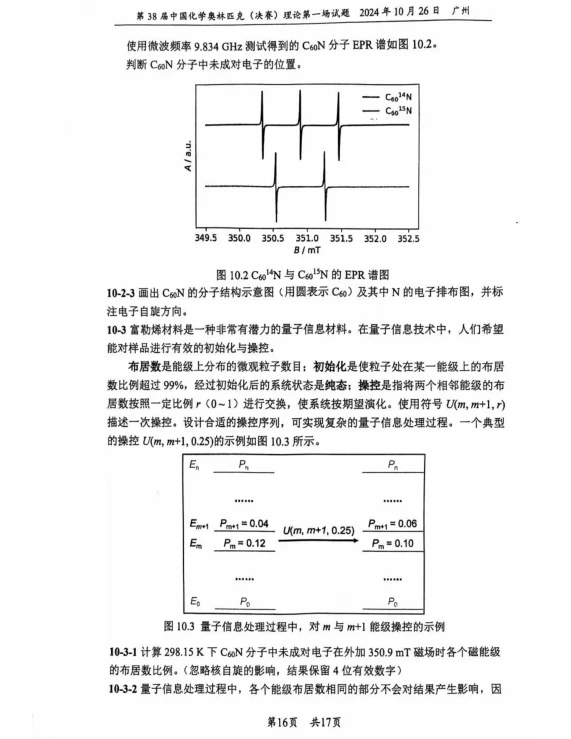 第 38 届中国化学奥林匹克（决赛）理论第一场试题 2024 年 10 月 26 日 广州
使用微波频率 9.834 GHz 测试得到的 C₆₀N 分子 EPR 谱如图 10.2。
判断 C₆₀N 分子中未成对电子的位置。
C₆₀¹⁴N
C₆₀¹⁵N
A / a.u.
349.5 350.0 350.5 351.0 351.5 352.0 352.5
B / mT
图 10.2 C₆₀¹⁴N 与 C₆₀¹⁵N 的 EPR 谱图
10-2-3 画出 C₆₀N 的分子结构示意图（用圆表示 C₆₀）及其中 N 的电子排布图，并标
注电子自旋方向。
10-3 富勒烯材料是一种非常有潜力的量子信息材料。在量子信息技术中，人们希望
能对样品进行有效的初始化与操控。
布居数是能级上分布的微观粒子数目；初始化是使粒子处在某一能级上的布居
数比例超过 99%，经过初始化后的系统状态是纯态；操控是指将两个相邻能级的布
居数按照一定比例 r（0~1）进行交换，使系统按期望演化。使用符号 U(m, m+1, r)
描述一次操控。设计合适的操控序列，可实现复杂的量子信息处理过程。一个典型
的操控 U(m, m+1, 0.25)的示例如图 10.3 所示。
Eₙ Pₙ Pₙ
...... ......
Eₘ₊₁ Pₘ₊₁ = 0.04 U(m, m+1, 0.25) Pₘ₊₁ = 0.06
Eₘ Pₘ = 0.12 Pₘ = 0.10
...... ......
E₀ P₀ P₀
图 10.3 量子信息处理过程中，对 m 与 m+1 能级操控的示例
10-3-1 计算 298.15 K 下 C₆₀N 分子中未成对电子在外加 350.9 mT 磁场时各个磁能级
的布居数比例。（忽略核自旋的影响，结果保留 4 位有效数字）
10-3-2 量子信息处理过程中，各个能级布居数相同的部分不会对结果产生影响，因
第16页 共17页